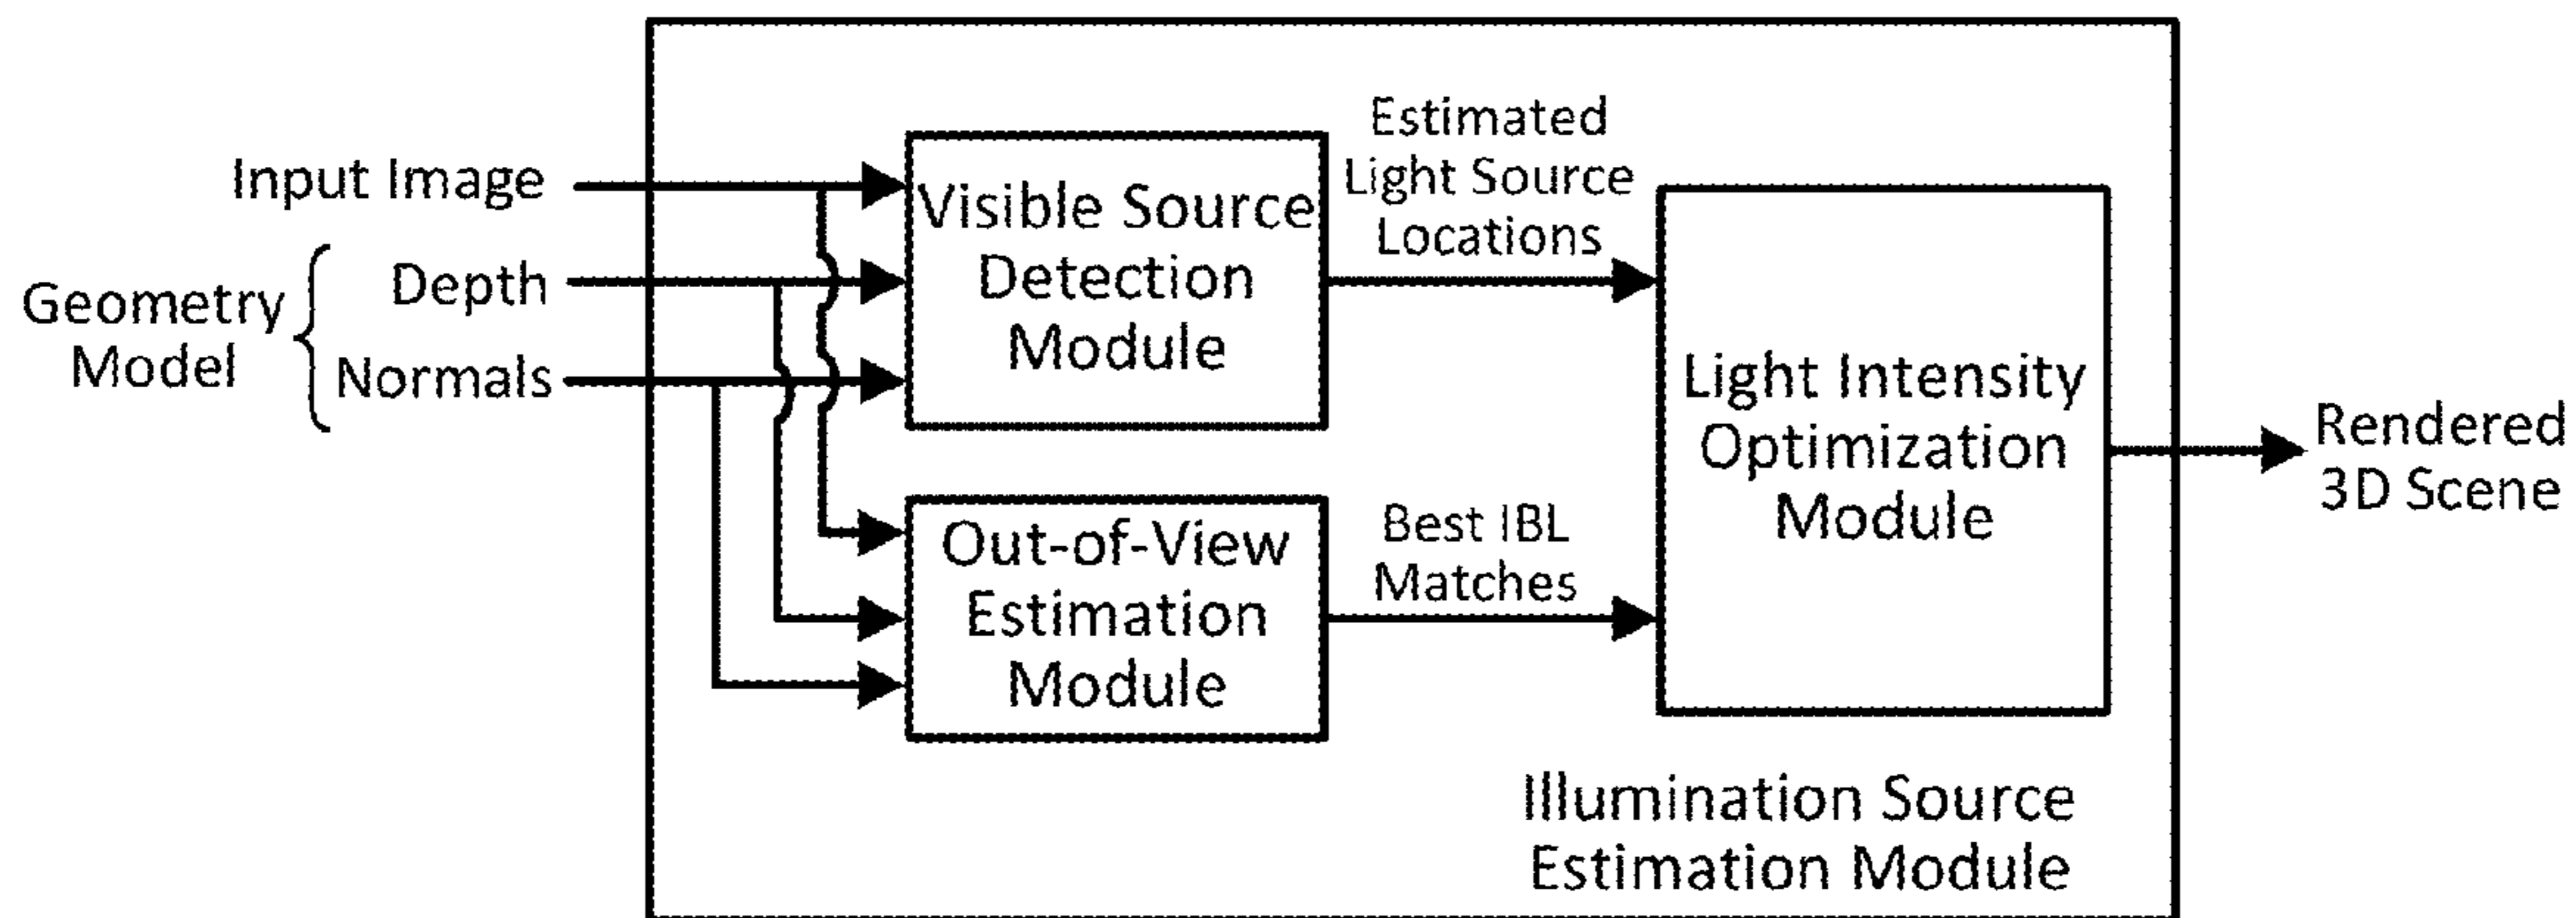 Input Image
Geometry
Model
Depth
Normals
Visible Source
Detection
Module
Estimated
Light Source
Locations
Out-of-View
Estimation
Module
Best IBL
Matches
Light Intensity
Optimization
Module
Rendered
3D Scene
Illumination Source
Estimation Module